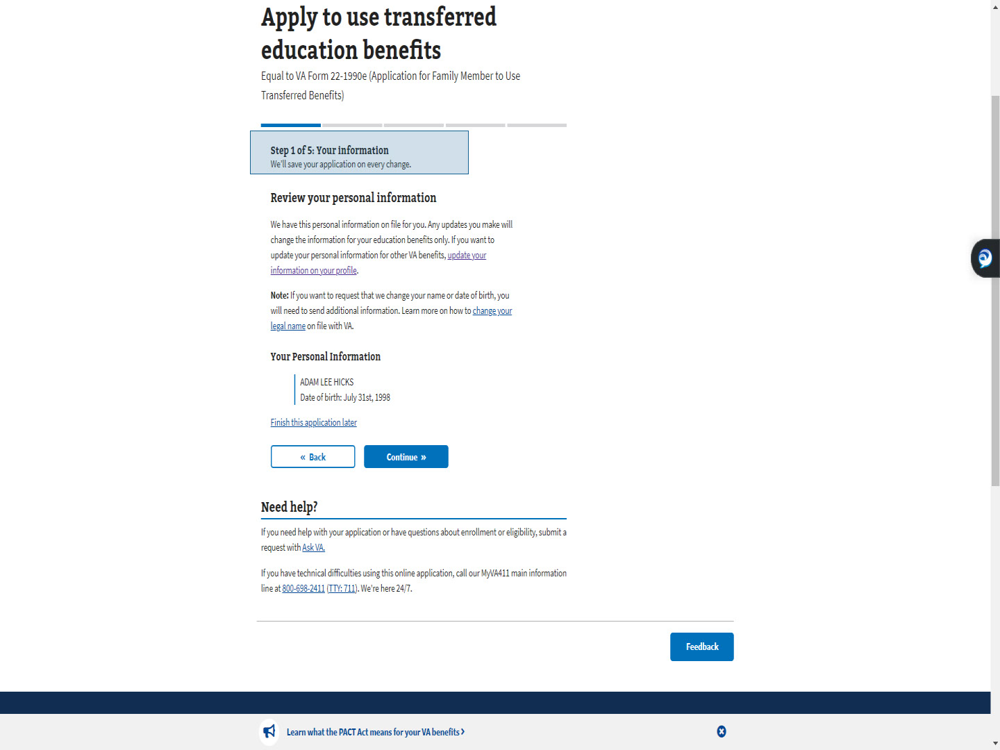 Apply to use transferred
education benefits
Equal to VA Form 22-1990e (Application for Family Member to Use
Transferred Benefits)
Step 1 of 5: Your information
We'll save your application on every change.
Review your personal information
We have this personal information on file for you. Any updates you make will
change the information for your education benefits only. If you want to
update your personal information for other VA benefits, update your
information on your profile.
Note: If you want to request that we change your name or date of birth, you
will need to send additional information. Learn more on how to change your
legal name on file with VA.
Your Personal Information
ADAM LEE HICKS
Date of birth: July 31st, 1998
Finish this application later
« Back
Continue »
Need help?
If you need help with your application or have questions about enrollment or eligibility, submit a
request with Ask VA.
If you have technical difficulties using this online application, call our MyVA411 main information
line at 800-698-2411 (TTY: 711). We're here 24/7.
Feedback
Learn what the PACT Act means for your VA benefits ›